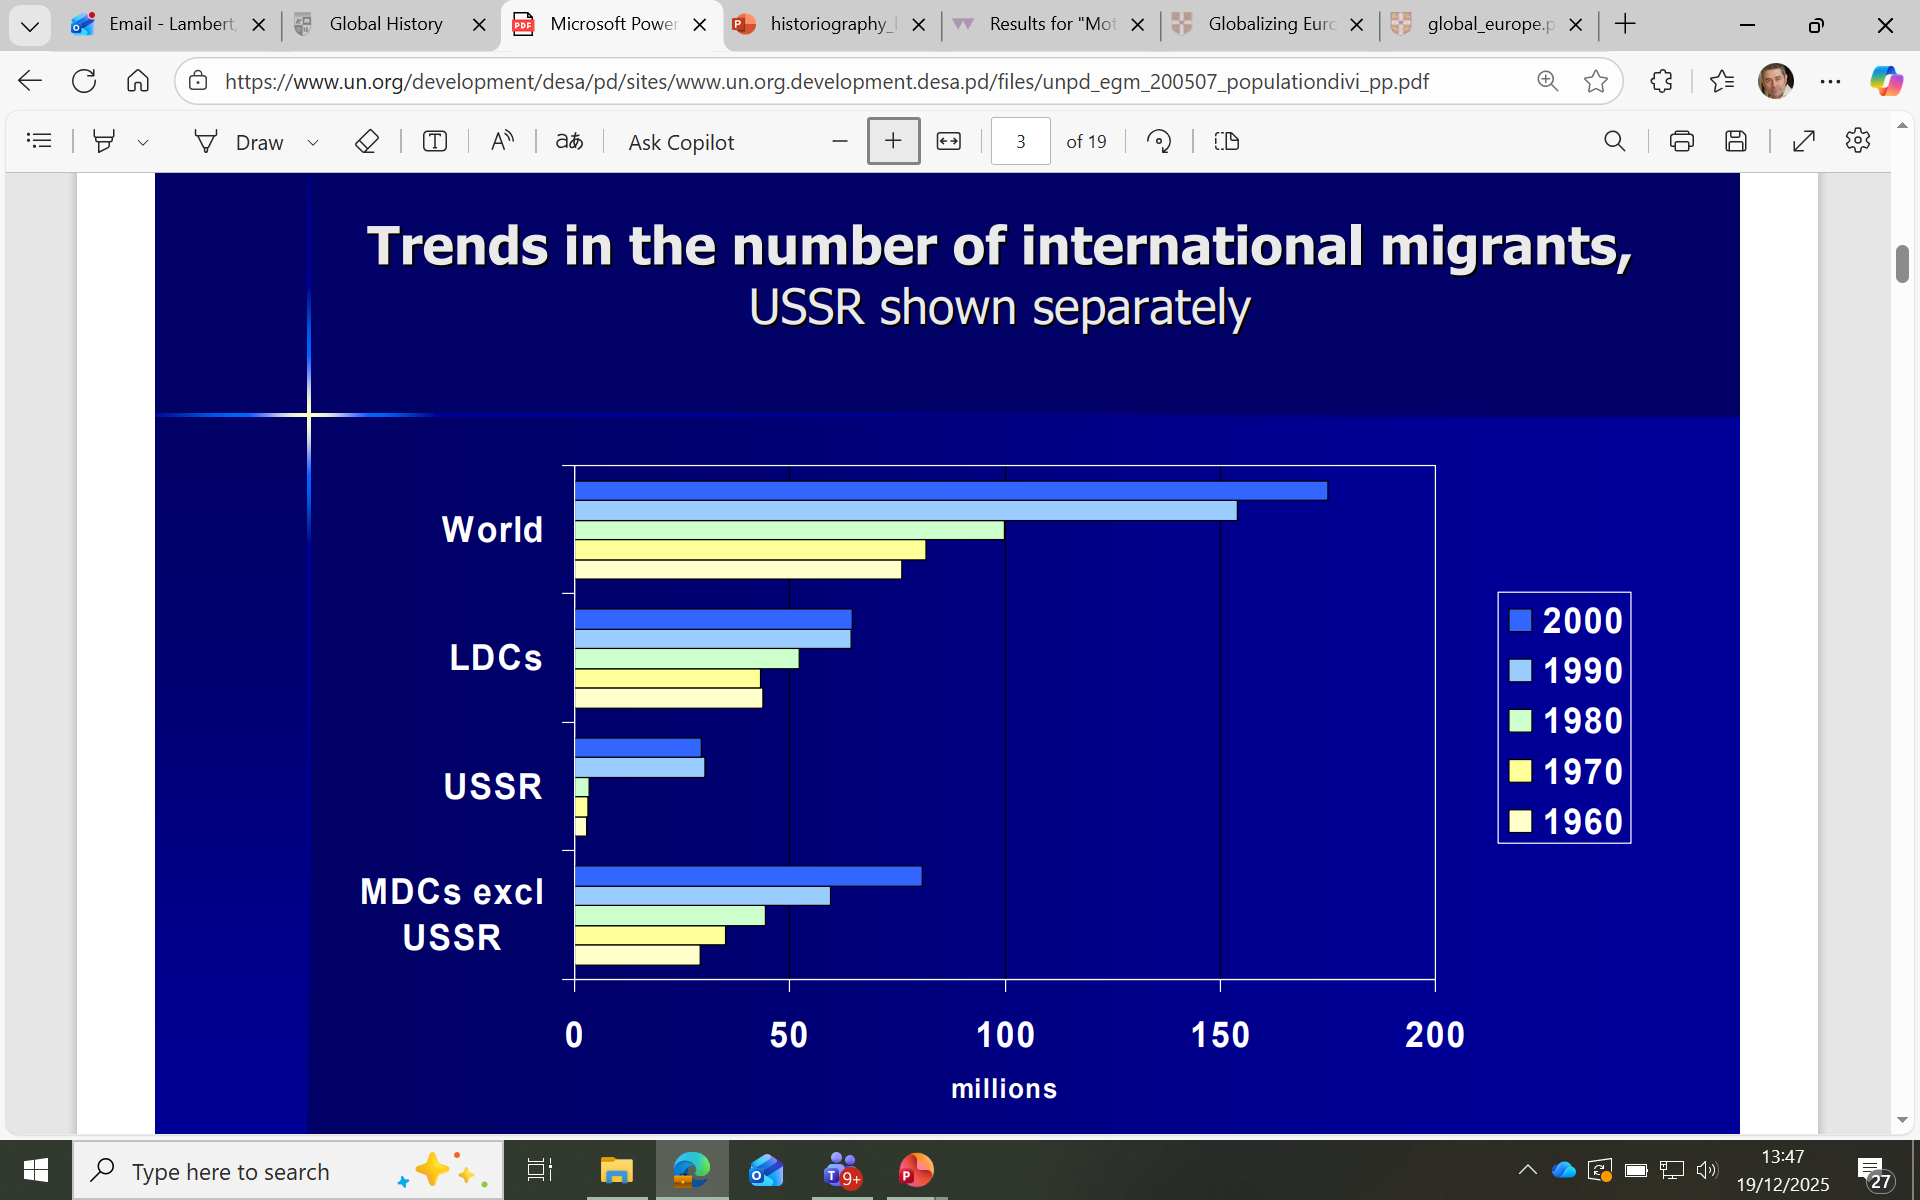 Email - Lambert,
Global History
Microsoft Power
historiography_l
Results for "Mot
Globalizing Euro
global_europe.p
https://www.un.org/development/desa/pd/sites/www.un.org.development.desa.pd/files/unpd_egm_200507_populationdivi_pp.pdf
Draw
aあ
Ask Copilot
3
of 19
Trends in the number of international migrants,
USSR shown separately
World
LDCs
USSR
MDCs excl
USSR
2000
1990
1980
1970
1960
0
50
100
150
200
millions
Type here to search
9+
13:47
19/12/2025
27